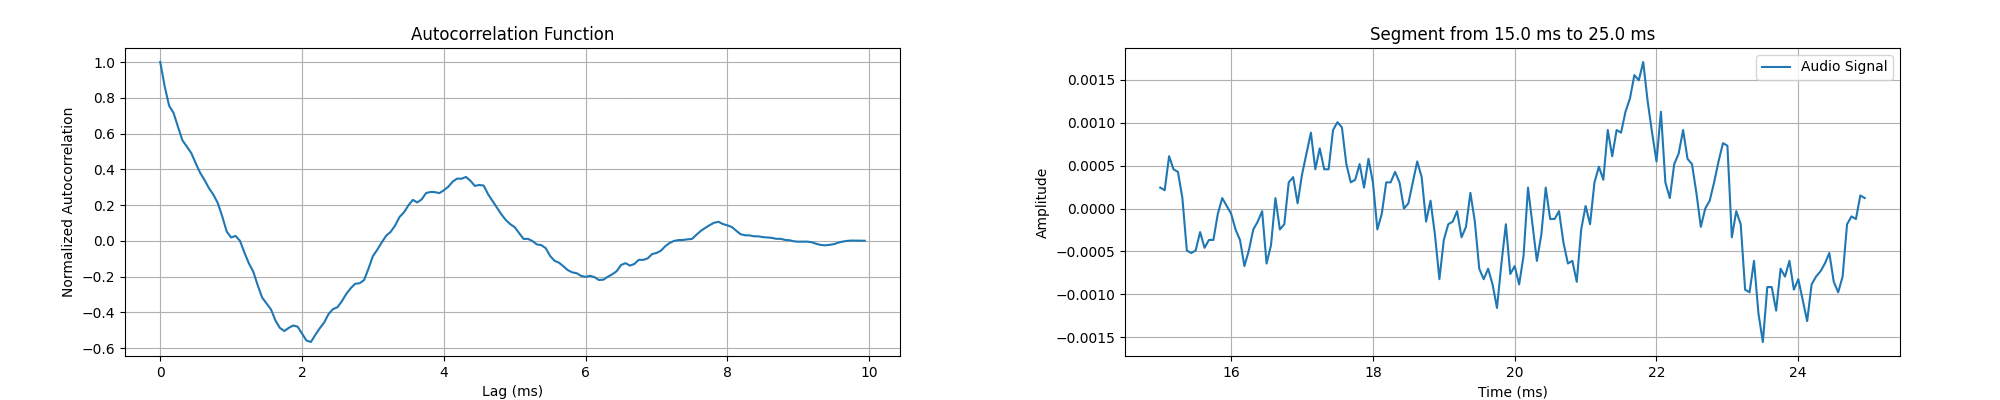 Autocorrelation Function
Normalized Autocorrelation
1.0
0.8
0.6
0.4
0.2
0.0
−0.2
−0.4
−0.6
0 2 4 6 8 10
Lag (ms)
Segment from 15.0 ms to 25.0 ms
Audio Signal
Amplitude
0.0015
0.0010
0.0005
0.0000
−0.0005
−0.0010
−0.0015
16 18 20 22 24
Time (ms)